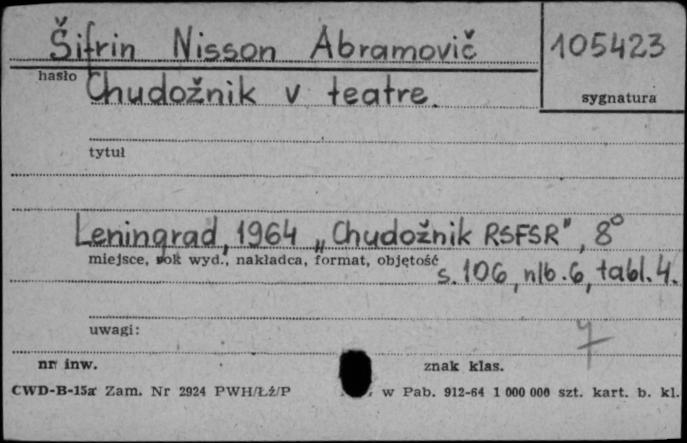 Šifrin Nisson Abramovič
105423
hasło
sygnatura
Chudožnik v teatre.
tytuł
Leningrad, 1964 „Chudožnik RSFSR", 8°
miejsce, rok wyd., nakładca, format, objętość
s. 106, nlb. 6, tabl. 4.
uwagi:
7
nr inw.
znak klas.
CWD-B-15a Zam. Nr 2924 PWH/Łż/P
w Pab. 912-64 1 000 000 szt. kart. b. kl.